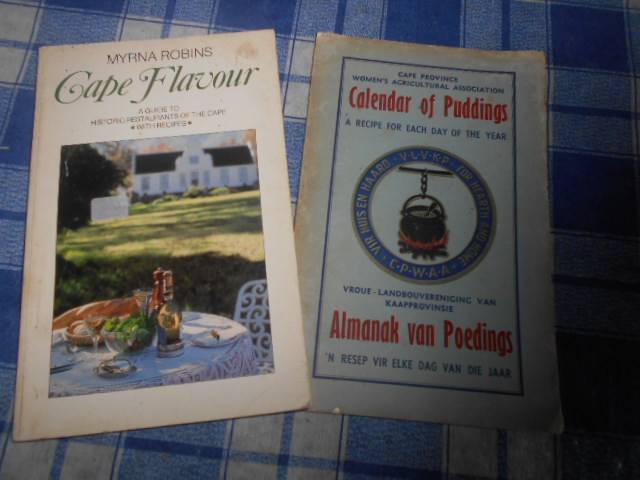 MYRNA ROBINS
Cape Flavour
A GUIDE TO
HISTORIC RESTAURANTS OF THE CAPE
• WITH RECIPES •
CAPE PROVINCE
WOMEN'S AGRICULTURAL ASSOCIATION
Calendar of Puddings
A RECIPE FOR EACH DAY OF THE YEAR
VIR HUIS EN HAARD · V·L·V·K·P · FOR HEARTH AND HOME
· C·P·W·A·A ·
VROUE-LANDBOUVERENIGING VAN
KAAPPROVINSIE
Almanak van Poedings
'N RESEP VIR ELKE DAG VAN DIE JAAR